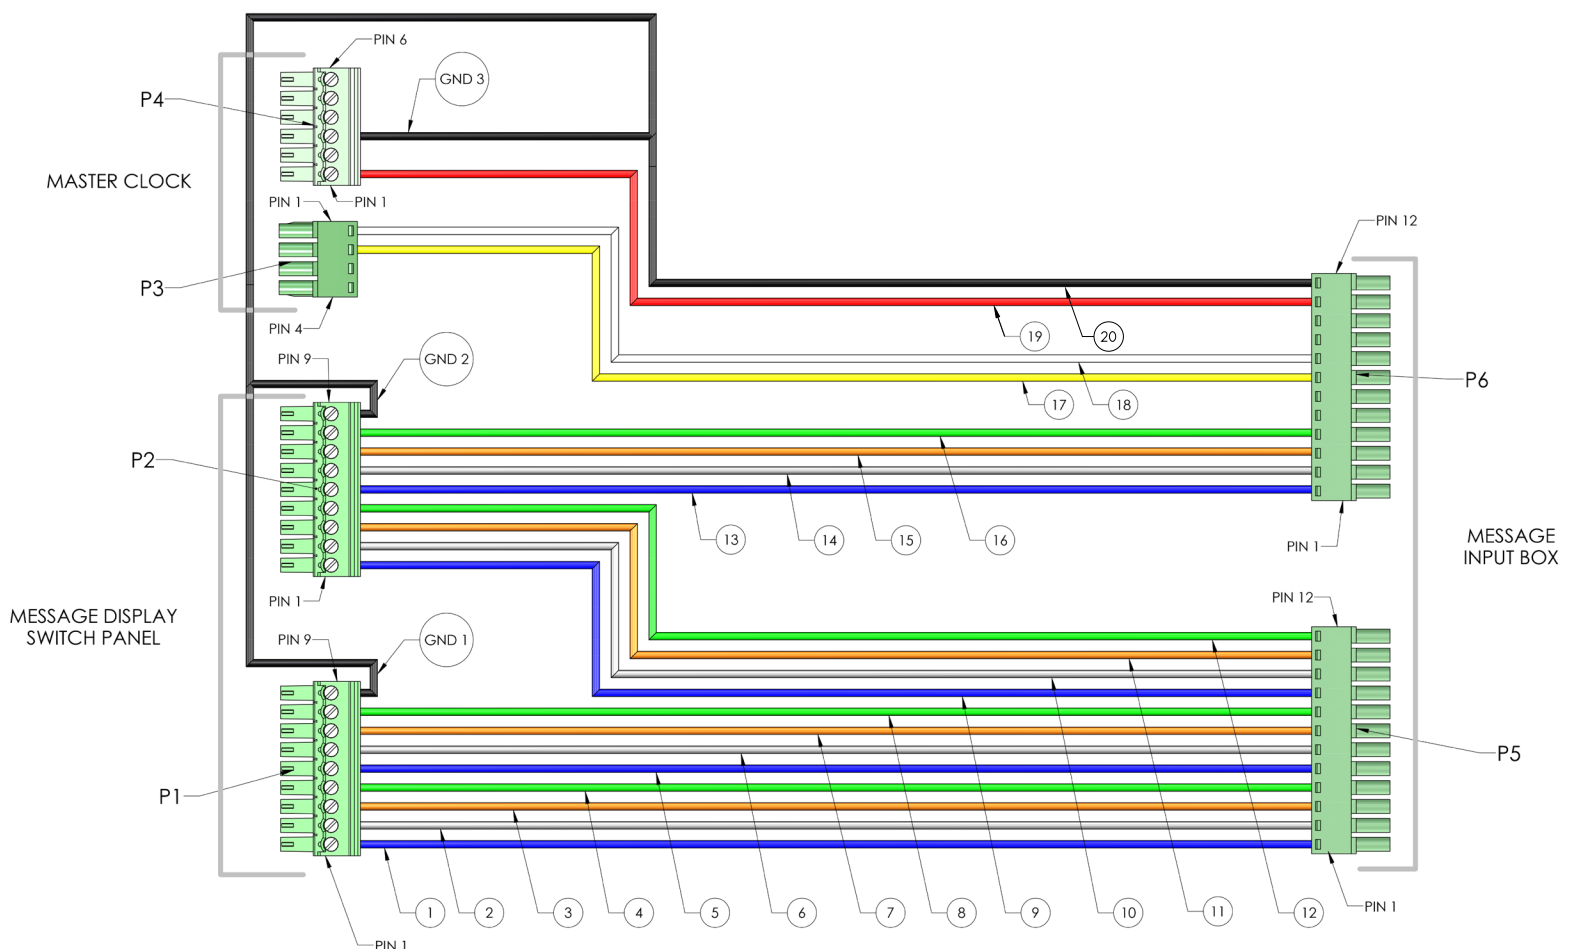 PIN 6
GND 3
P4
MASTER CLOCK
PIN 1
PIN 1
PIN 12
P3
PIN 4
19
20
PIN 9
GND 2
P6
17
18
P2
13
14
15
16
PIN 1
MESSAGE
INPUT BOX
PIN 1
PIN 12
MESSAGE DISPLAY
SWITCH PANEL
PIN 9
GND 1
P5
P1
1
2
3
4
5
6
7
8
9
10
11
12
PIN 1
PIN 1